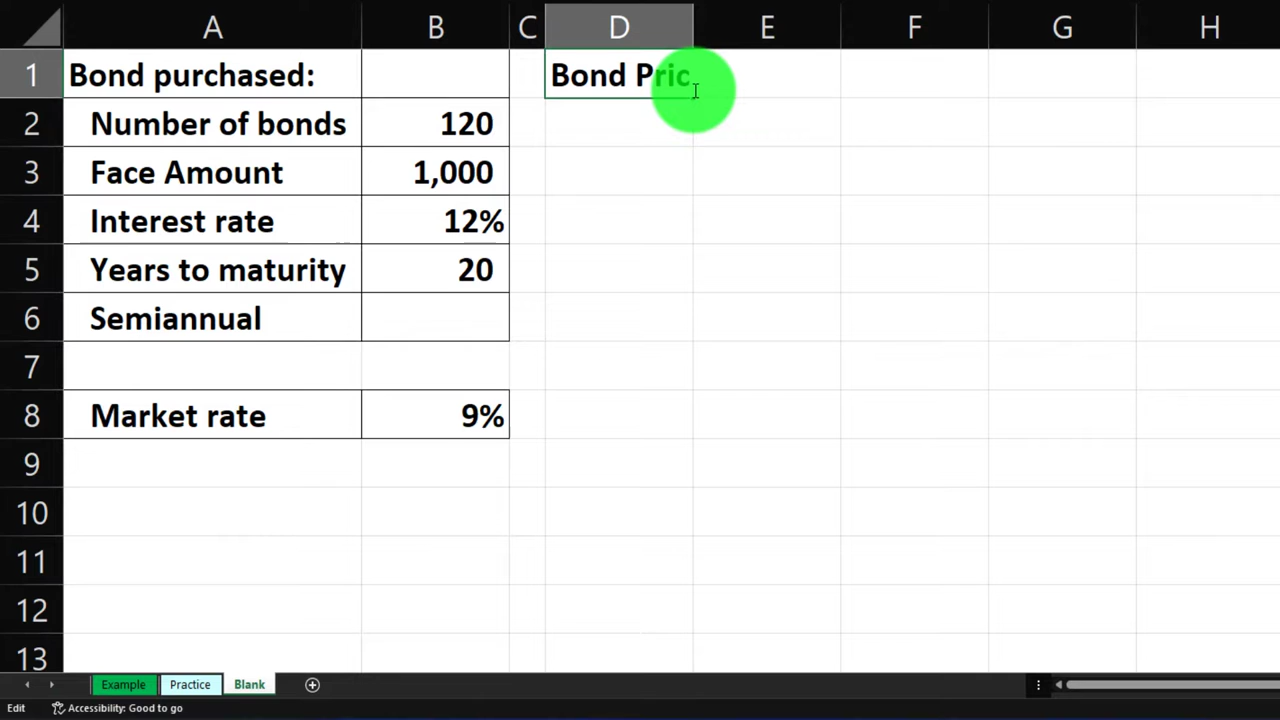 A B C D E F G H
1 Bond purchased: Bond Pric
2 Number of bonds 120
3 Face Amount 1,000
4 Interest rate 12%
5 Years to maturity 20
6 Semiannual
7
8 Market rate 9%
9
10
11
12
13
Example Practice Blank
Edit Accessibility: Good to go